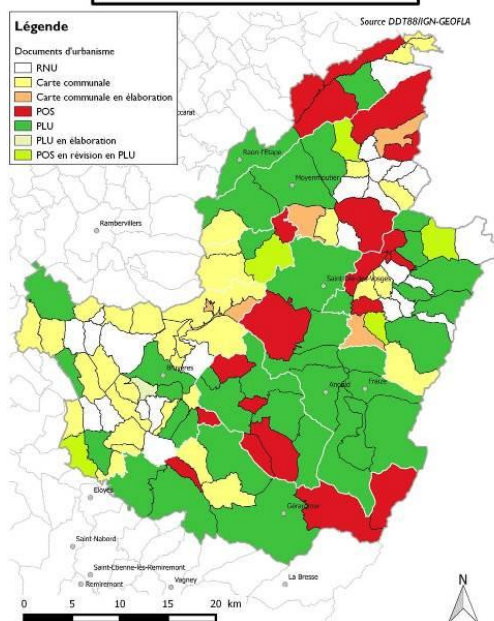 Source DDT88/IGN-GEOFLA
Légende
Documents d'urbanisme
RNU
Carte communale
Carte communale en élaboration
POS
PLU
PLU en élaboration
POS en révision en PLU
carat
Raon l'Etape
Moyenmoutier
Rambervillers
Saint-Dié-des-Vosges
Bruyères
Anould
Fraize
Eloyes
Gérardmer
Saint-Nabord
Saint-Etienne-lès-Remiremont
Remiremont
Vagney
La Bresse
N
0 5 10 15 20 km